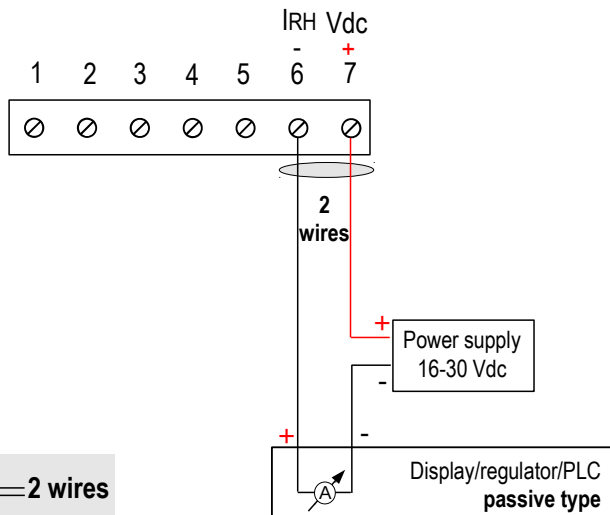 IRH Vdc
- +
1 2 3 4 5 6 7
2
wires
+
Power supply
16-30 Vdc
-
+ -
A
Display/regulator/PLC
passive type
2 wires